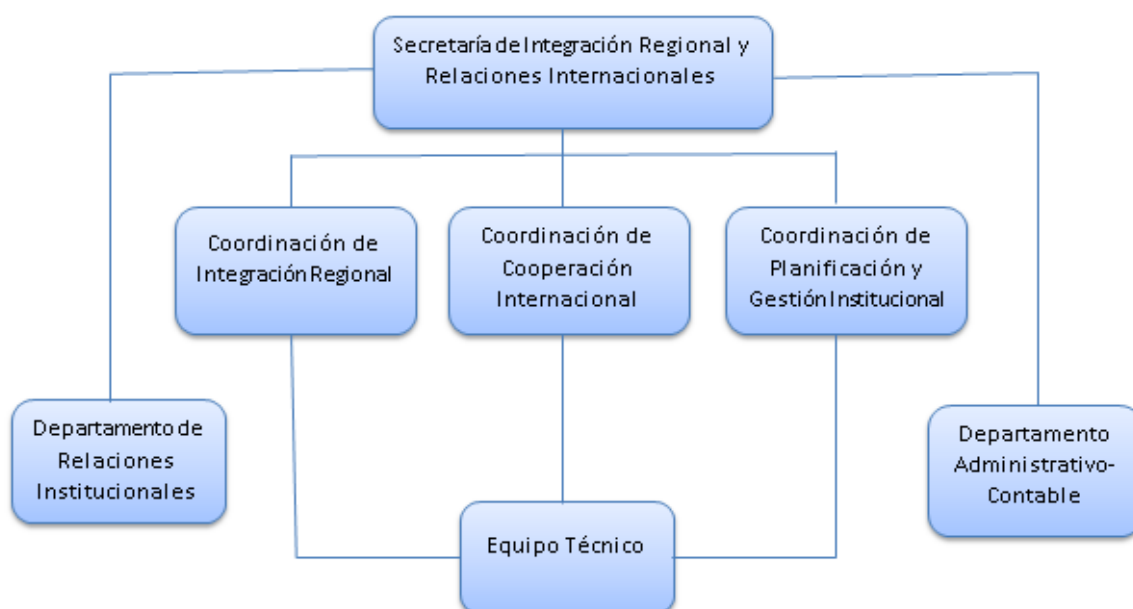 Secretaría de Integración Regional y
Relaciones Internacionales
Coordinación de
Integración Regional
Coordinación de
Cooperación
Internacional
Coordinación de
Planificación y
Gestión Institucional
Departamento de
Relaciones
Institucionales
Departamento
Administrativo-
Contable
Equipo Técnico